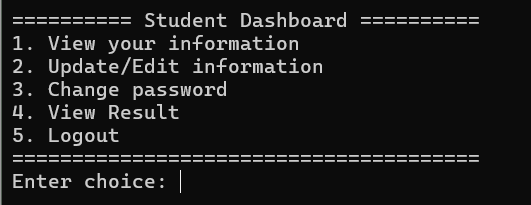 ========== Student Dashboard ==========
1. View your information
2. Update/Edit information
3. Change password
4. View Result
5. Logout
=======================================
Enter choice: